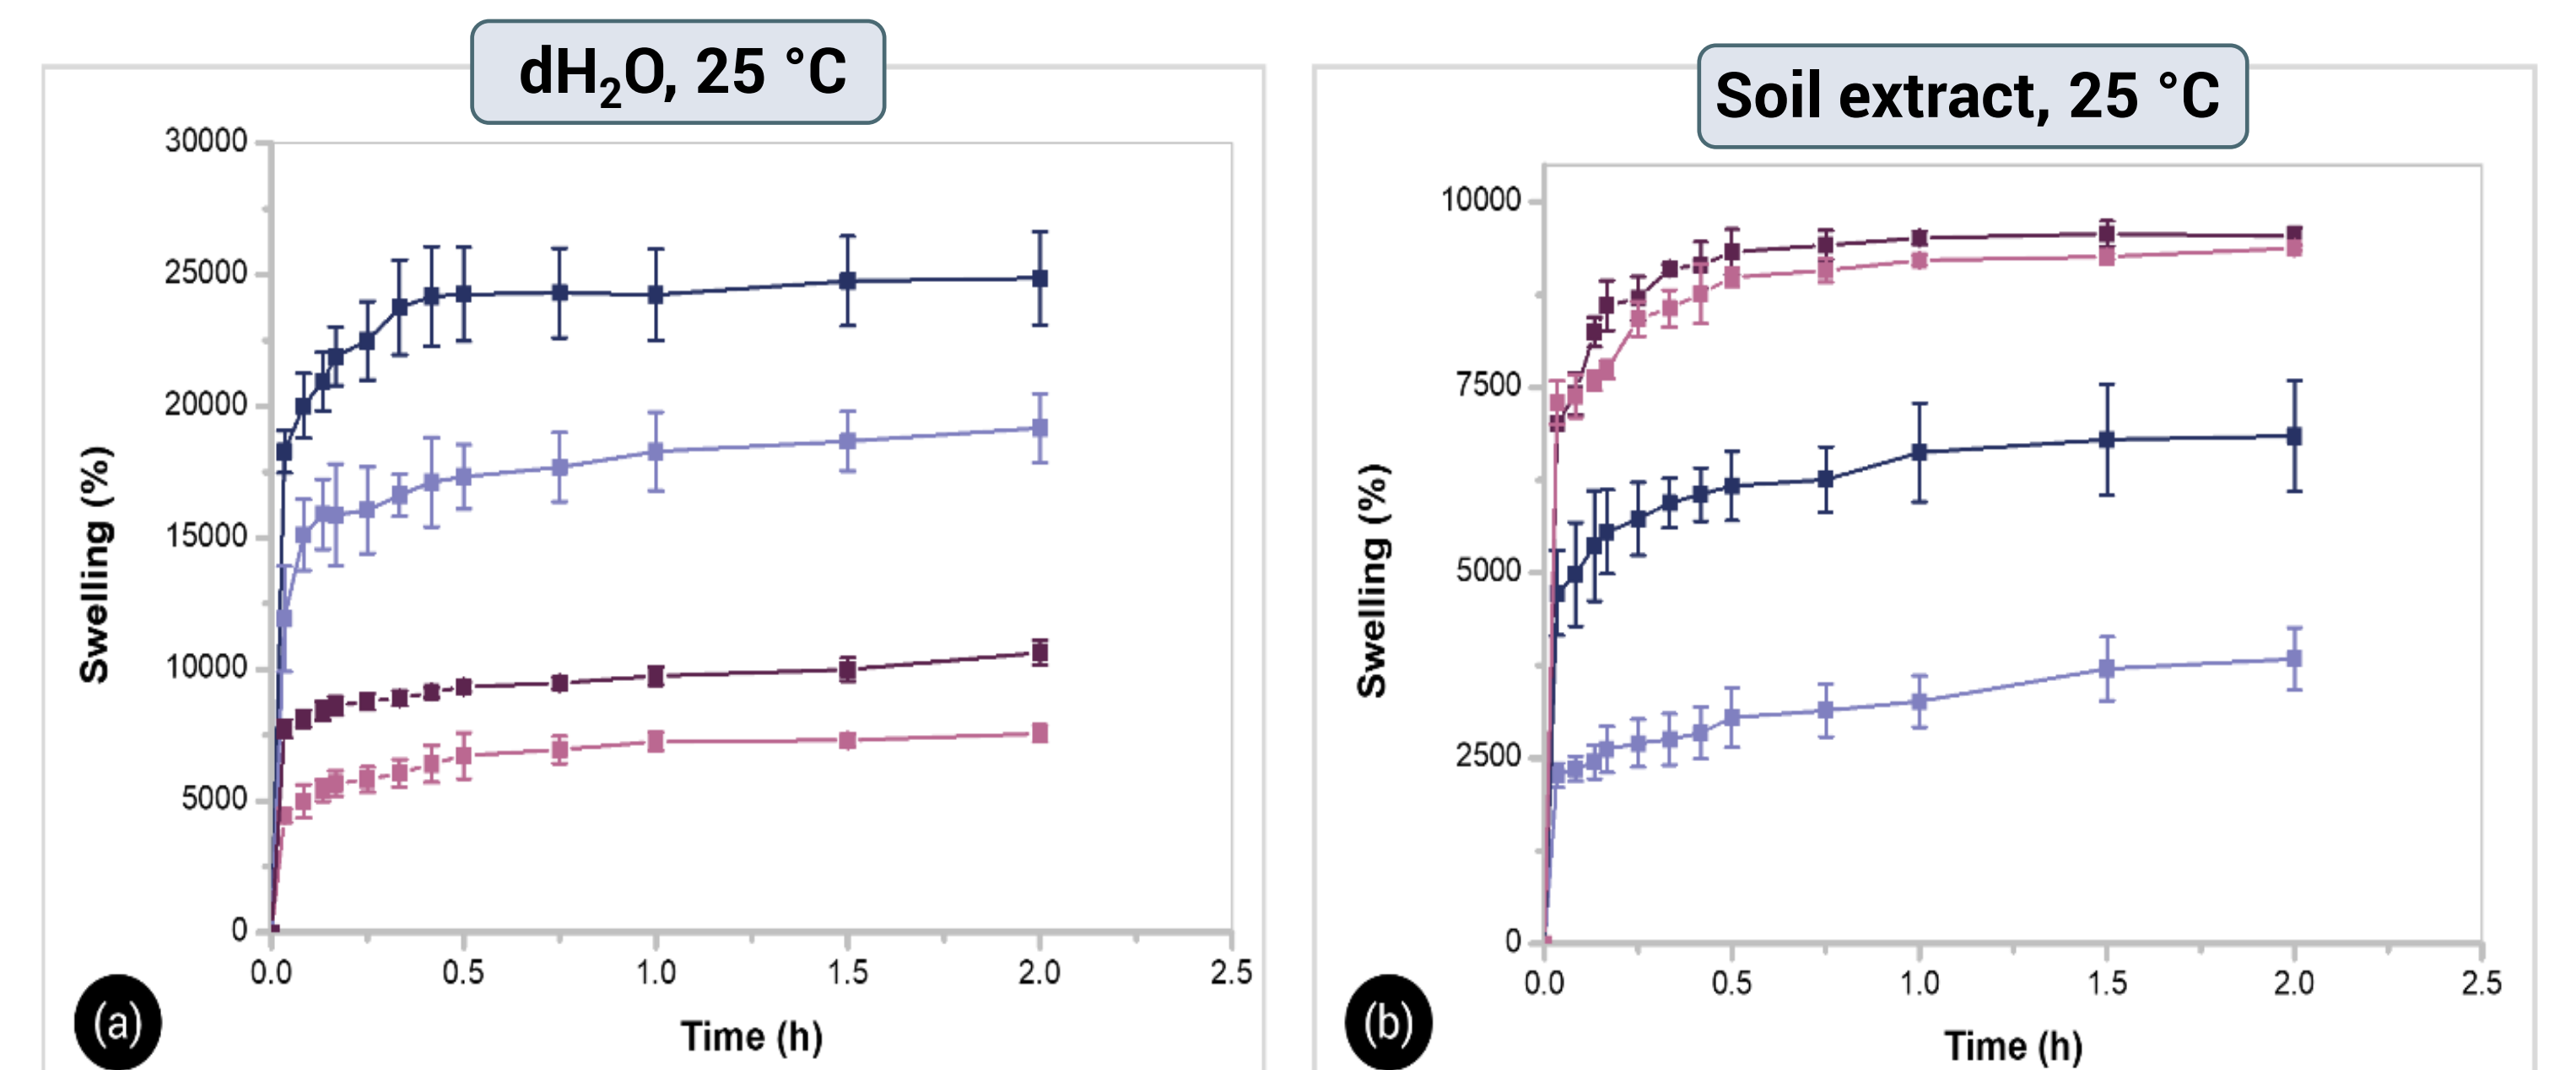 dH₂O, 25 °C
30000
25000
20000
15000
10000
5000
0
Swelling (%)
0.0 0.5 1.0 1.5 2.0 2.5
Time (h)
(a)
Soil extract, 25 °C
10000
7500
5000
2500
0
Swelling (%)
0.0 0.5 1.0 1.5 2.0 2.5
Time (h)
(b)